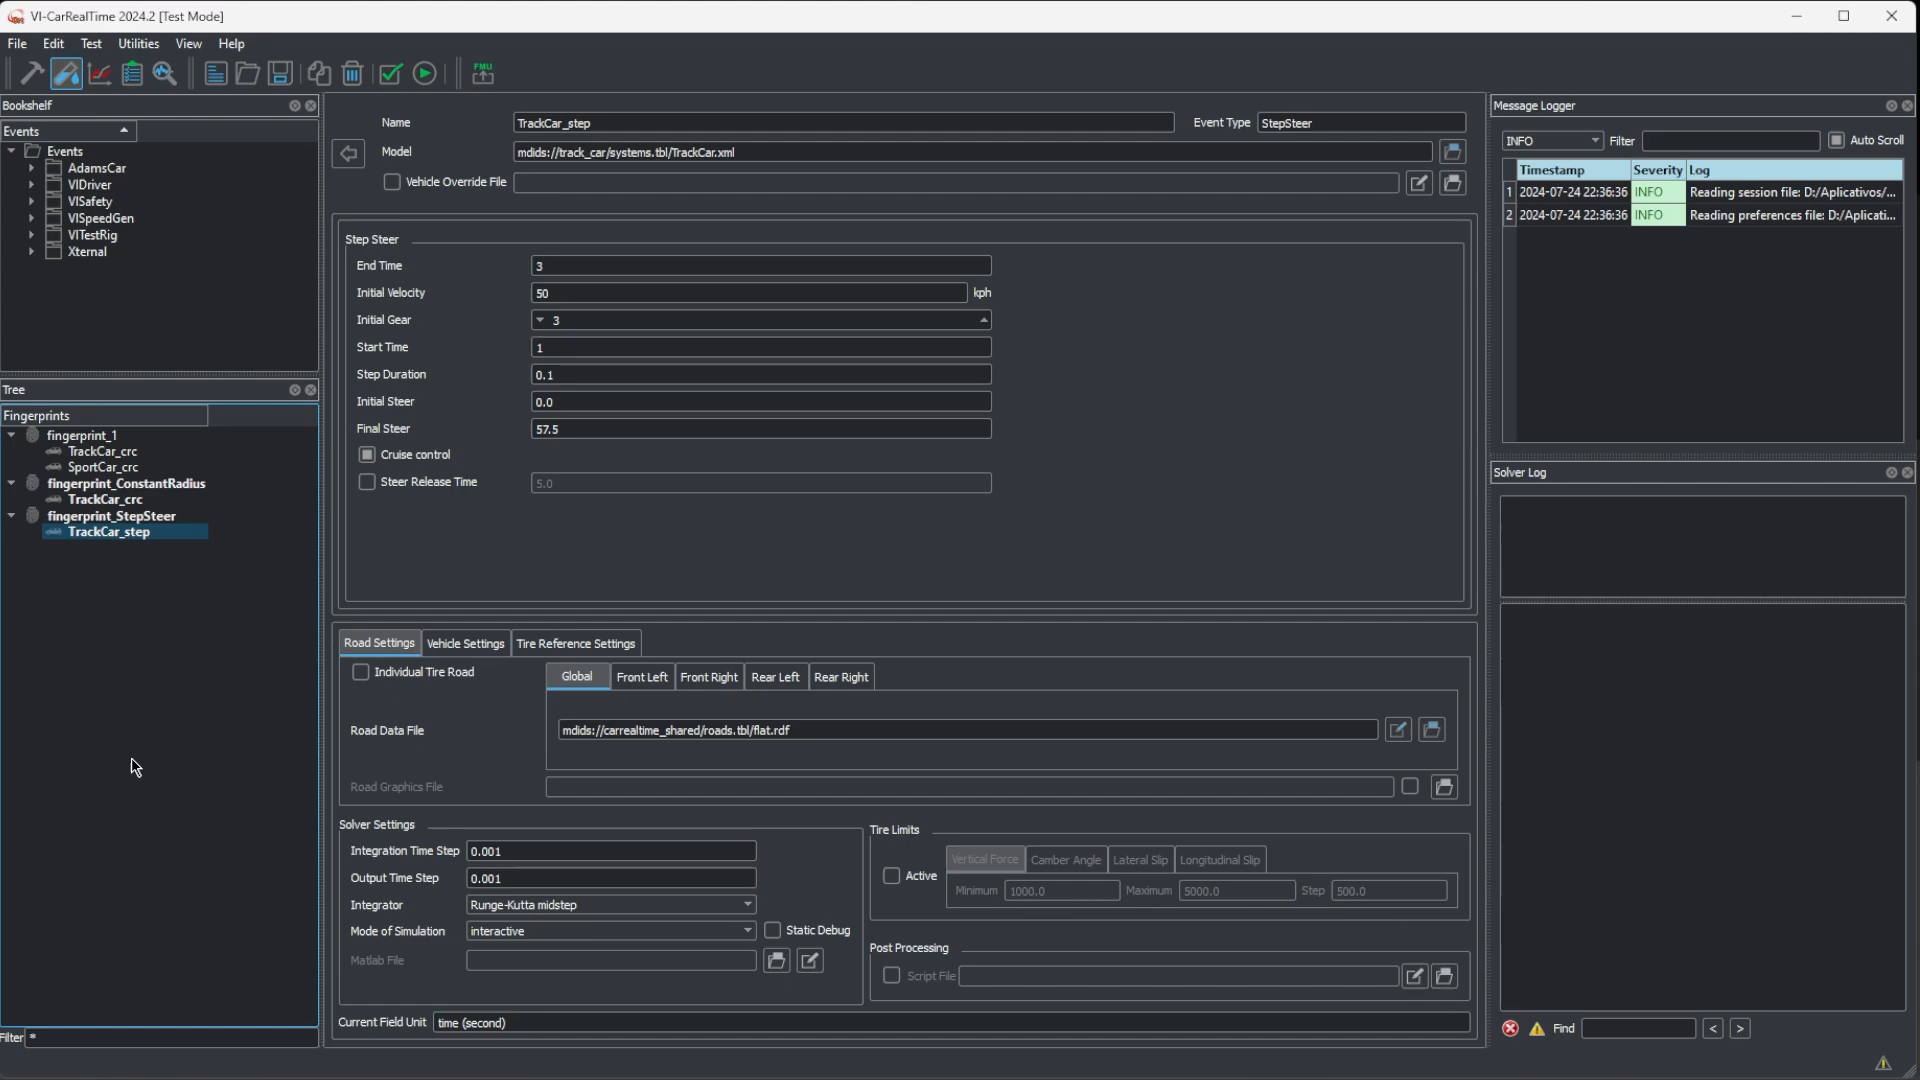 VI-CarRealTime 2024.2 [Test Mode]
File Edit Test Utilities View Help
FMU
Bookshelf
Events
Events
AdamsCar
VIDriver
VISafety
VISpeedGen
VITestRig
Xternal
Tree
Fingerprints
fingerprint_1
TrackCar_crc
SportCar_crc
fingerprint_ConstantRadius
TrackCar_crc
fingerprint_StepSteer
TrackCar_step
Filter *
Name TrackCar_step Event Type StepSteer
Model mdids://track_car/systems.tbl/TrackCar.xml
Vehicle Override File
Step Steer
End Time 3
Initial Velocity 50 kph
Initial Gear 3
Start Time 1
Step Duration 0.1
Initial Steer 0.0
Final Steer 57.5
Cruise control
Steer Release Time 5.0
Road Settings Vehicle Settings Tire Reference Settings
Individual Tire Road Global Front Left Front Right Rear Left Rear Right
Road Data File mdids://carrealtime_shared/roads.tbl/flat.rdf
Road Graphics File
Solver Settings
Integration Time Step 0.001
Output Time Step 0.001
Integrator Runge-Kutta midstep
Mode of Simulation interactive Static Debug
Matlab File
Tire Limits
Active Vertical Force Camber Angle Lateral Slip Longitudinal Slip
Minimum 1000.0 Maximum 5000.0 Step 500.0
Post Processing
Script File
Current Field Unit time (second)
Message Logger
INFO Filter Auto Scroll
Timestamp Severity Log
1 2024-07-24 22:36:36 INFO Reading session file: D:/Aplicativos/...
2 2024-07-24 22:36:36 INFO Reading preferences file: D:/Aplicati...
Solver Log
Find < >